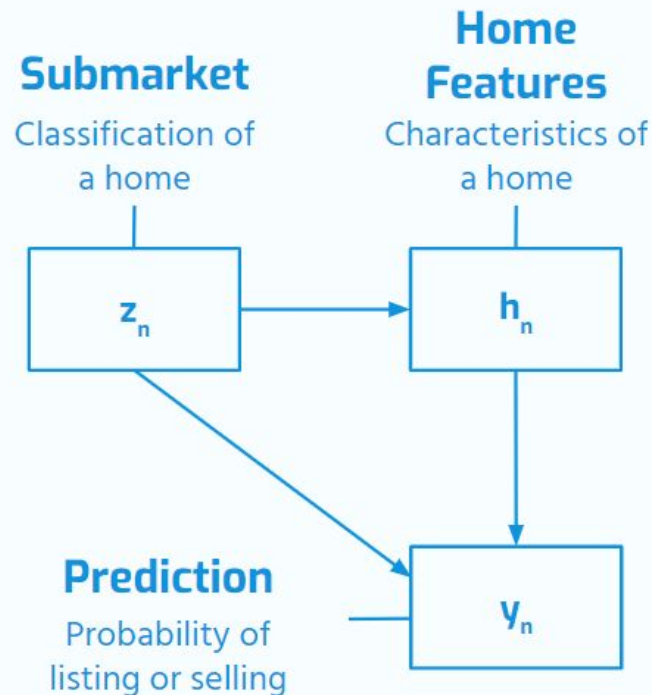 Submarket
Classification of
a home
Home
Features
Characteristics of
a home
zₙ
hₙ
Prediction
Probability of
listing or selling
yₙ